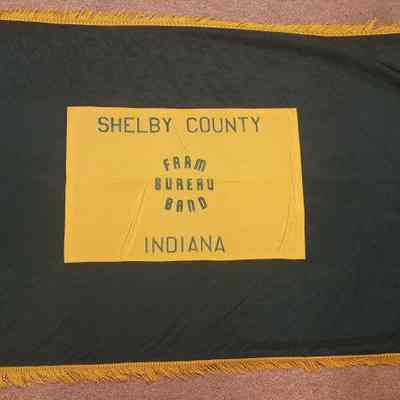 SHELBY COUNTY
FARM
BUREAU
BAND
INDIANA